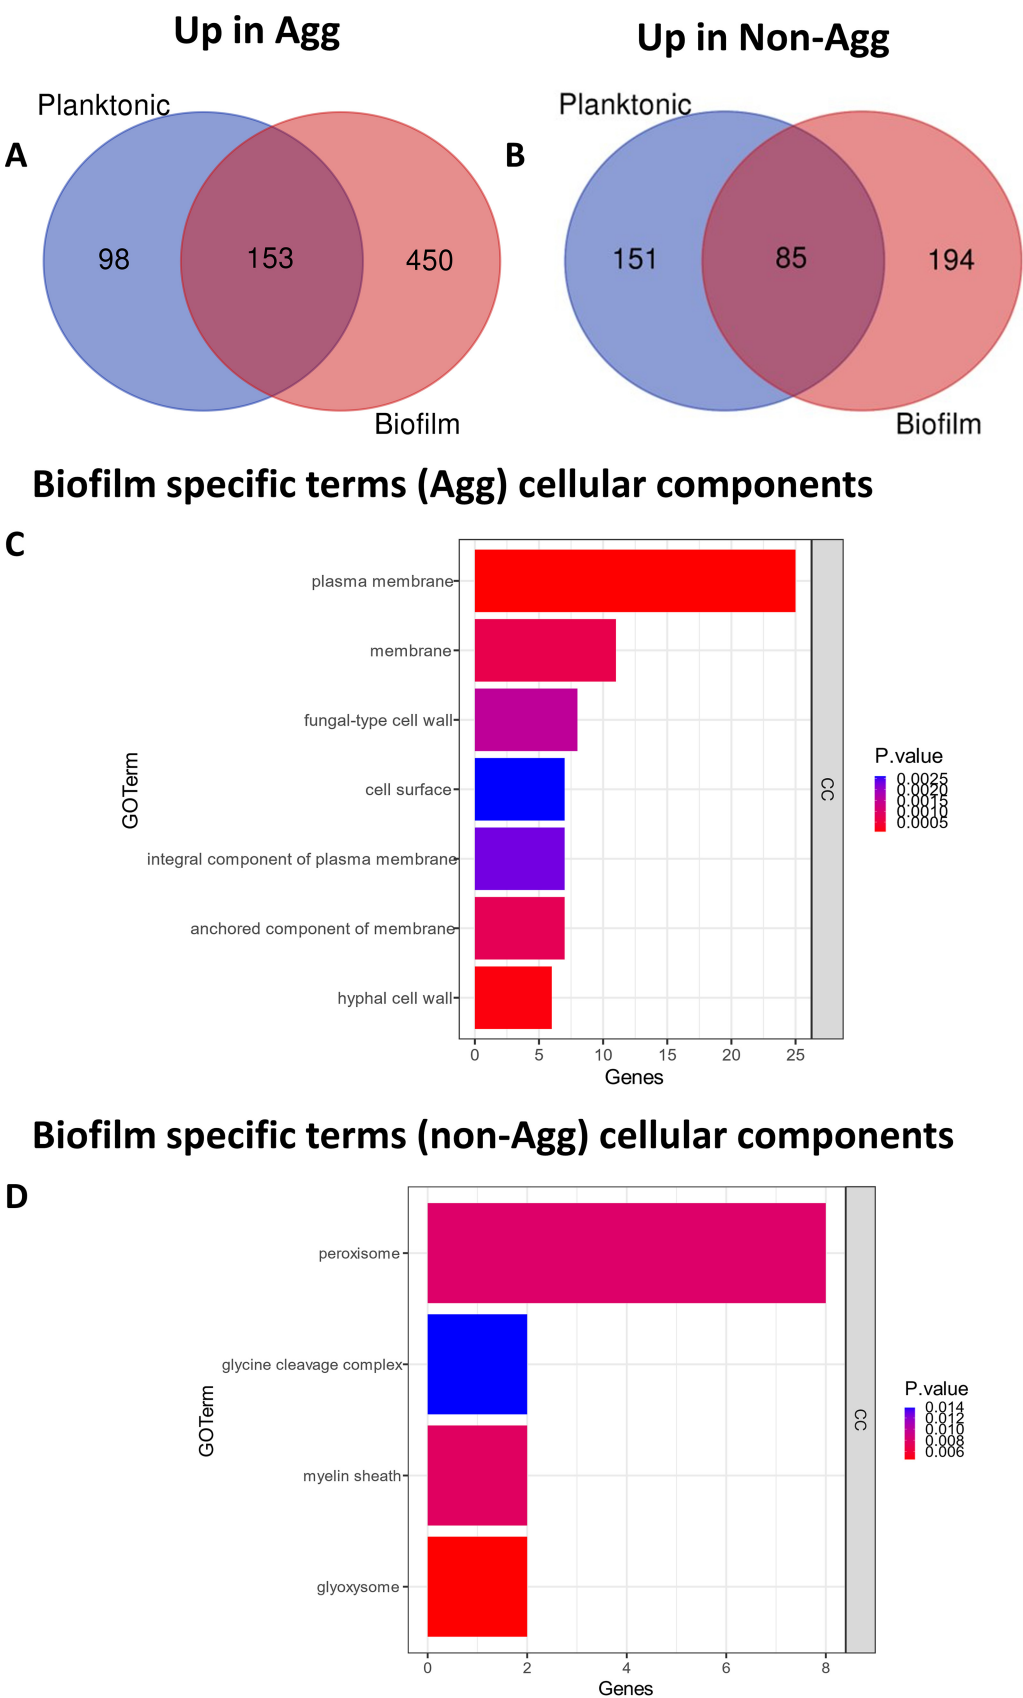 Up in Agg
Up in Non-Agg
Planktonic
Planktonic
A
B
98
153
450
151
85
194
Biofilm
Biofilm
Biofilm specific terms (Agg) cellular components
C
plasma membrane
membrane
fungal-type cell wall
cell surface
integral component of plasma membrane
anchored component of membrane
hyphal cell wall
GOTerm
CC
P.value
0.0025
0.0020
0.0015
0.0010
0.0005
0 5 10 15 20 25
Genes
Biofilm specific terms (non-Agg) cellular components
D
peroxisome
glycine cleavage complex
myelin sheath
glyoxysome
GOTerm
CC
P.value
0.014
0.012
0.010
0.008
0.006
0 2 4 6 8
Genes